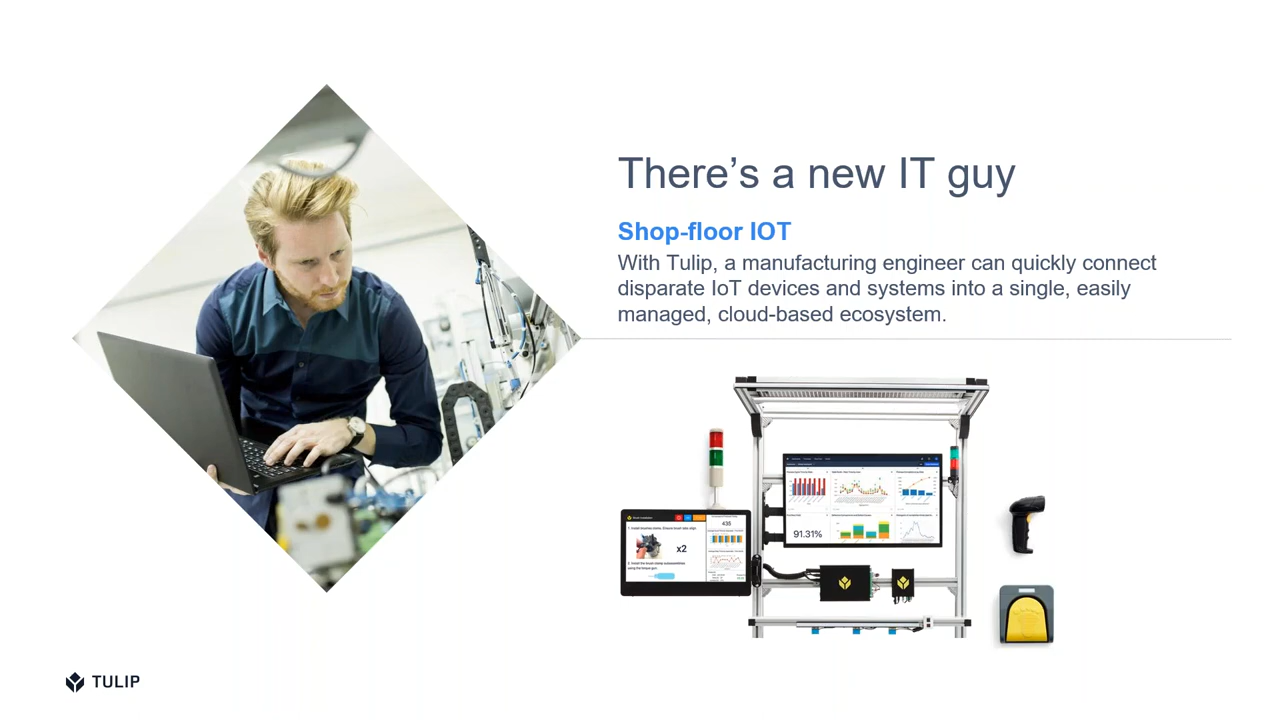 There's a new IT guy
Shop-floor IOT
With Tulip, a manufacturing engineer can quickly connect
disparate IoT devices and systems into a single, easily
managed, cloud-based ecosystem.
435
x2
91.31%
TULIP